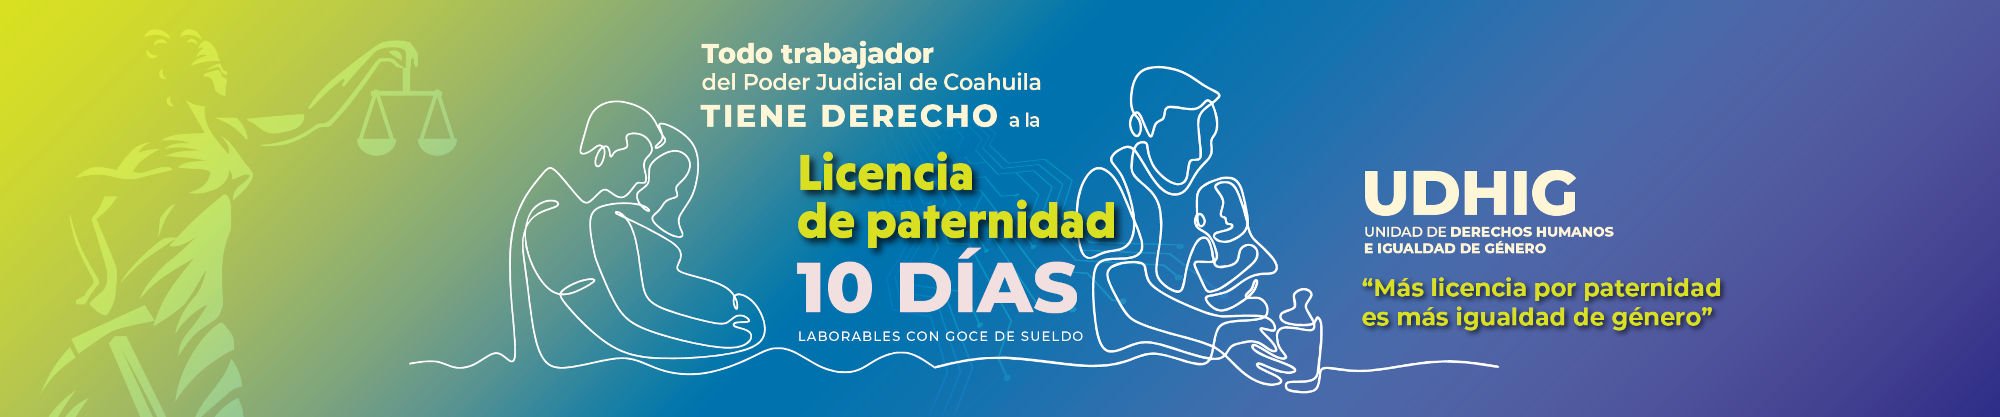 Todo trabajador
del Poder Judicial de Coahuila
TIENE DERECHO a la
Licencia
de paternidad
10 DÍAS
LABORABLES CON GOCE DE SUELDO
UDHIG
UNIDAD DE DERECHOS HUMANOS
E IGUALDAD DE GÉNERO
“Más licencia por paternidad
es más igualdad de género”